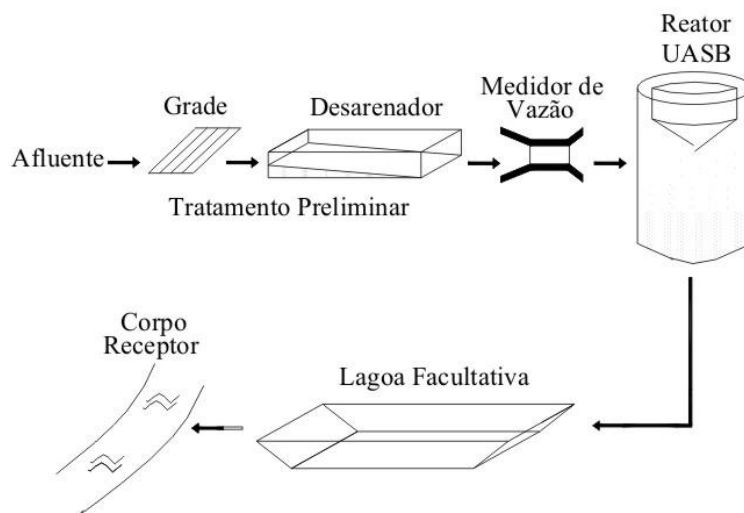 Reator
UASB
Medidor de
Vazão
Grade
Desarenador
Afluente
Tratamento Preliminar
Corpo
Receptor
Lagoa Facultativa